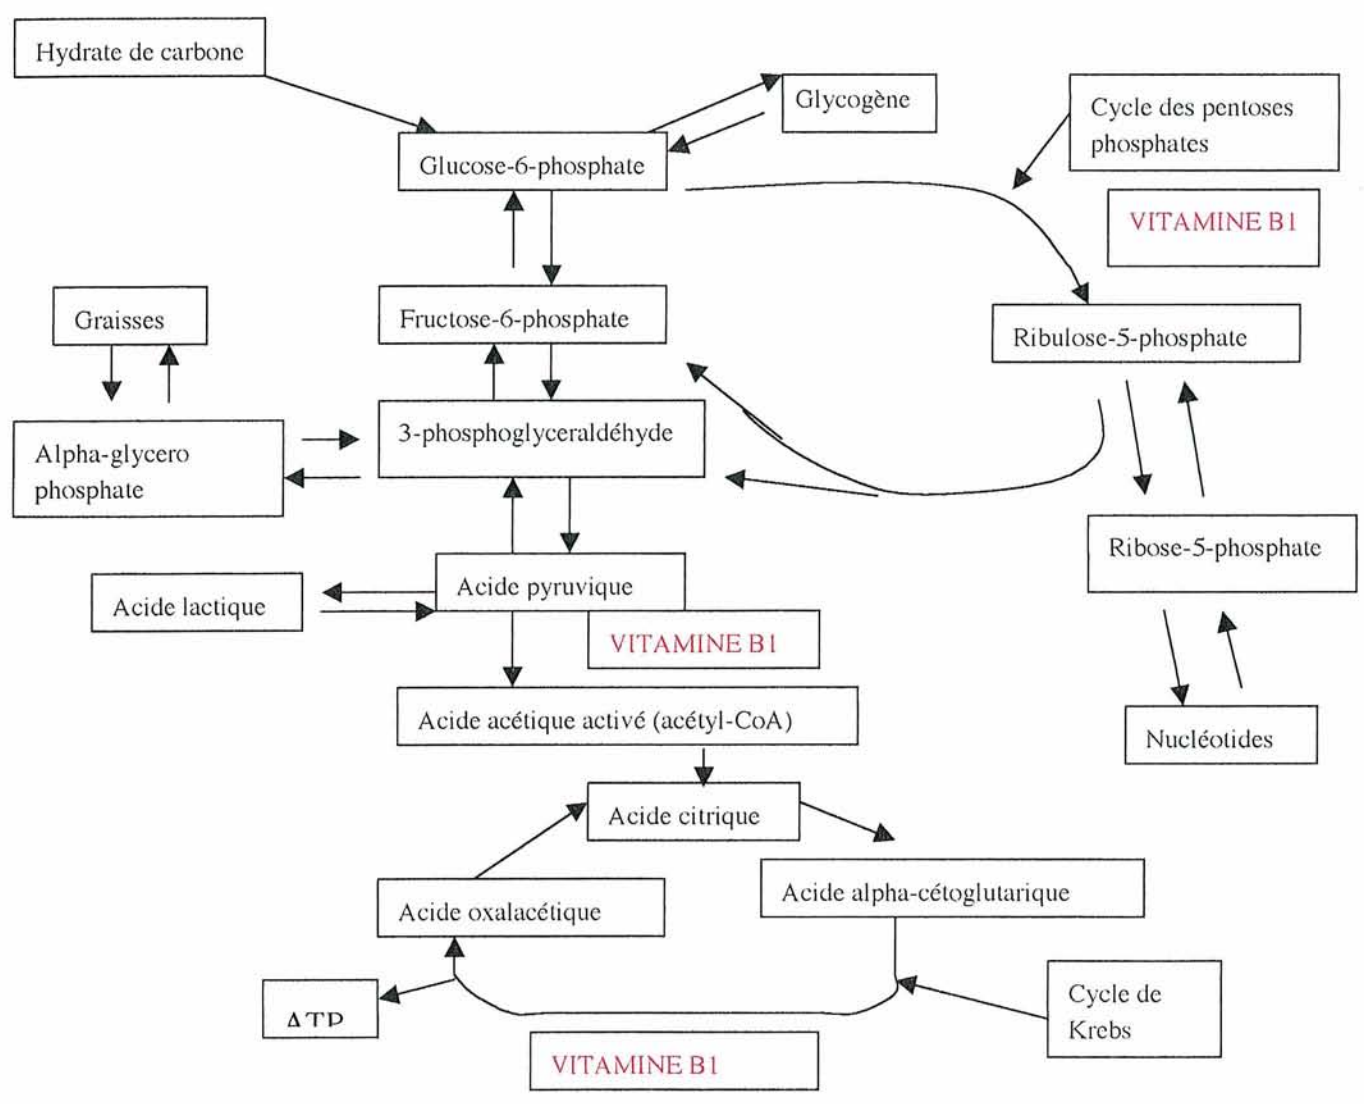 Hydrate de carbone
Glycogène
Cycle des pentoses
phosphates
Glucose-6-phosphate
VITAMINE B1
Graisses
Fructose-6-phosphate
Ribulose-5-phosphate
Alpha-glycero
phosphate
3-phosphoglyceraldéhyde
Ribose-5-phosphate
Acide lactique
Acide pyruvique
VITAMINE B1
Acide acétique activé (acétyl-CoA)
Nucléotides
Acide citrique
Acide oxalacétique
Acide alpha-cétoglutarique
ATP
Cycle de
Krebs
VITAMINE B1